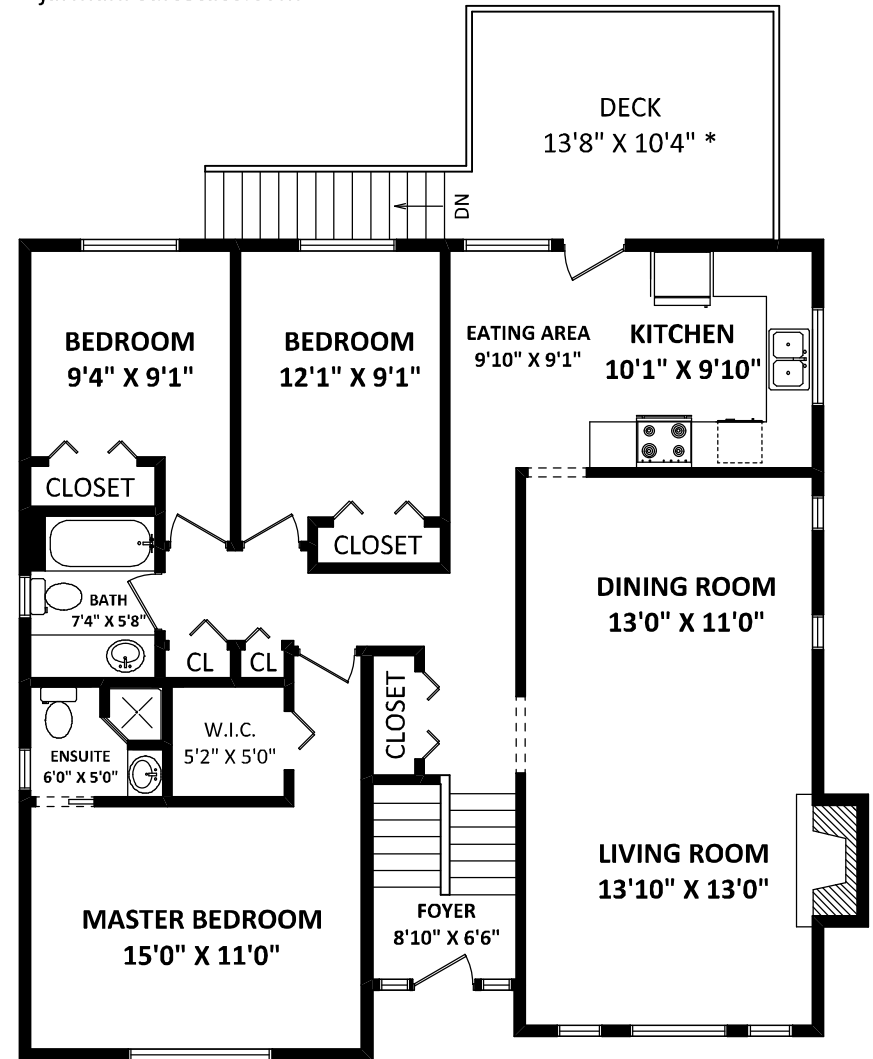 DECK
13'8" X 10'4" *
DN
BEDROOM
9'4" X 9'1"
BEDROOM
12'1" X 9'1"
EATING AREA
9'10" X 9'1"
KITCHEN
10'1" X 9'10"
CLOSET
CLOSET
BATH
7'4" X 5'8"
DINING ROOM
13'0" X 11'0"
CL
CL
CLOSET
W.I.C.
5'2" X 5'0"
ENSUITE
6'0" X 5'0"
LIVING ROOM
13'10" X 13'0"
MASTER BEDROOM
15'0" X 11'0"
FOYER
8'10" X 6'6"